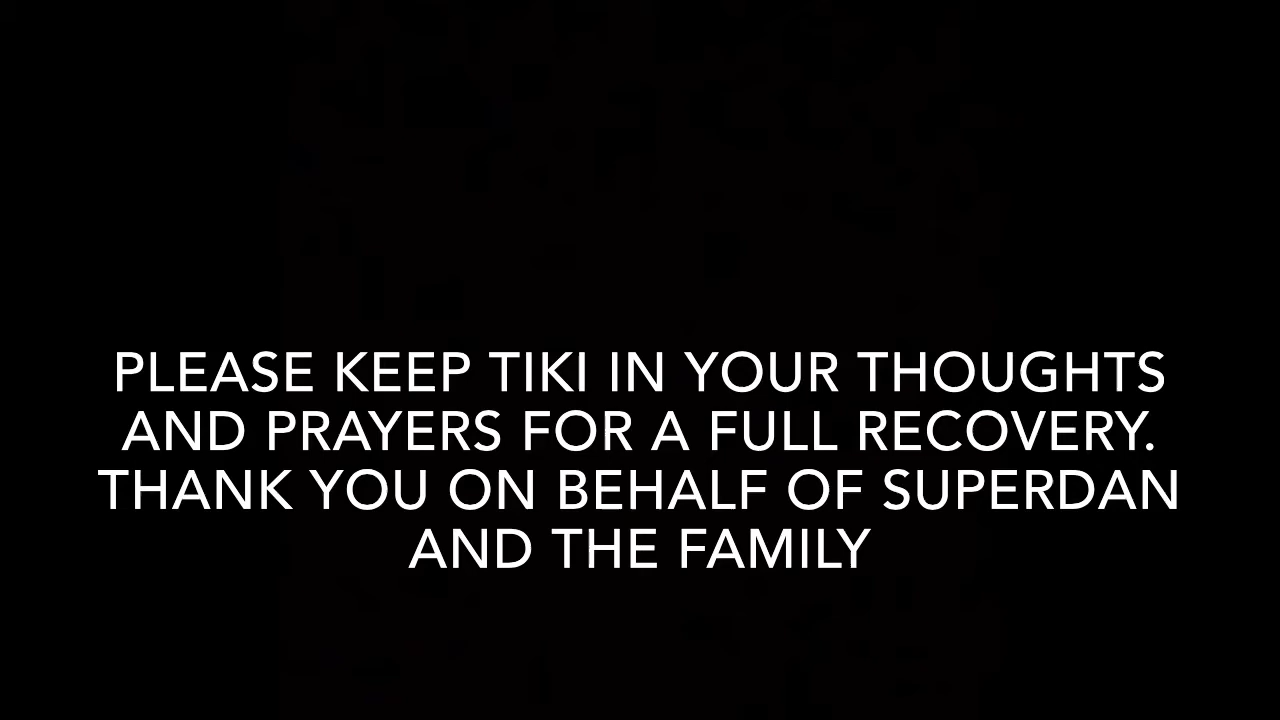 PLEASE KEEP TIKI IN YOUR THOUGHTS
AND PRAYERS FOR A FULL RECOVERY.
THANK YOU ON BEHALF OF SUPERDAN
AND THE FAMILY